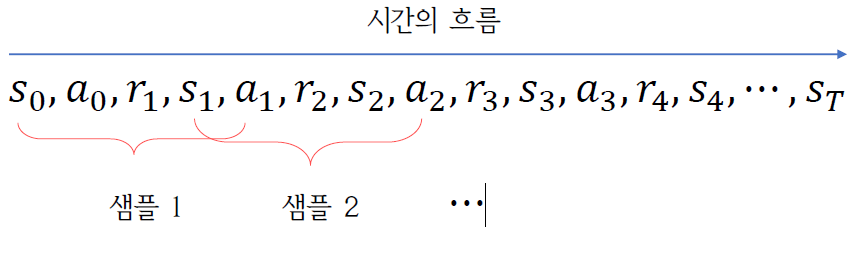 시간의 흐름
s₀, a₀, r₁, s₁, a₁, r₂, s₂, a₂, r₃, s₃, a₃, r₄, s₄, ⋯ , s_T
샘플 1 샘플 2 ⋯